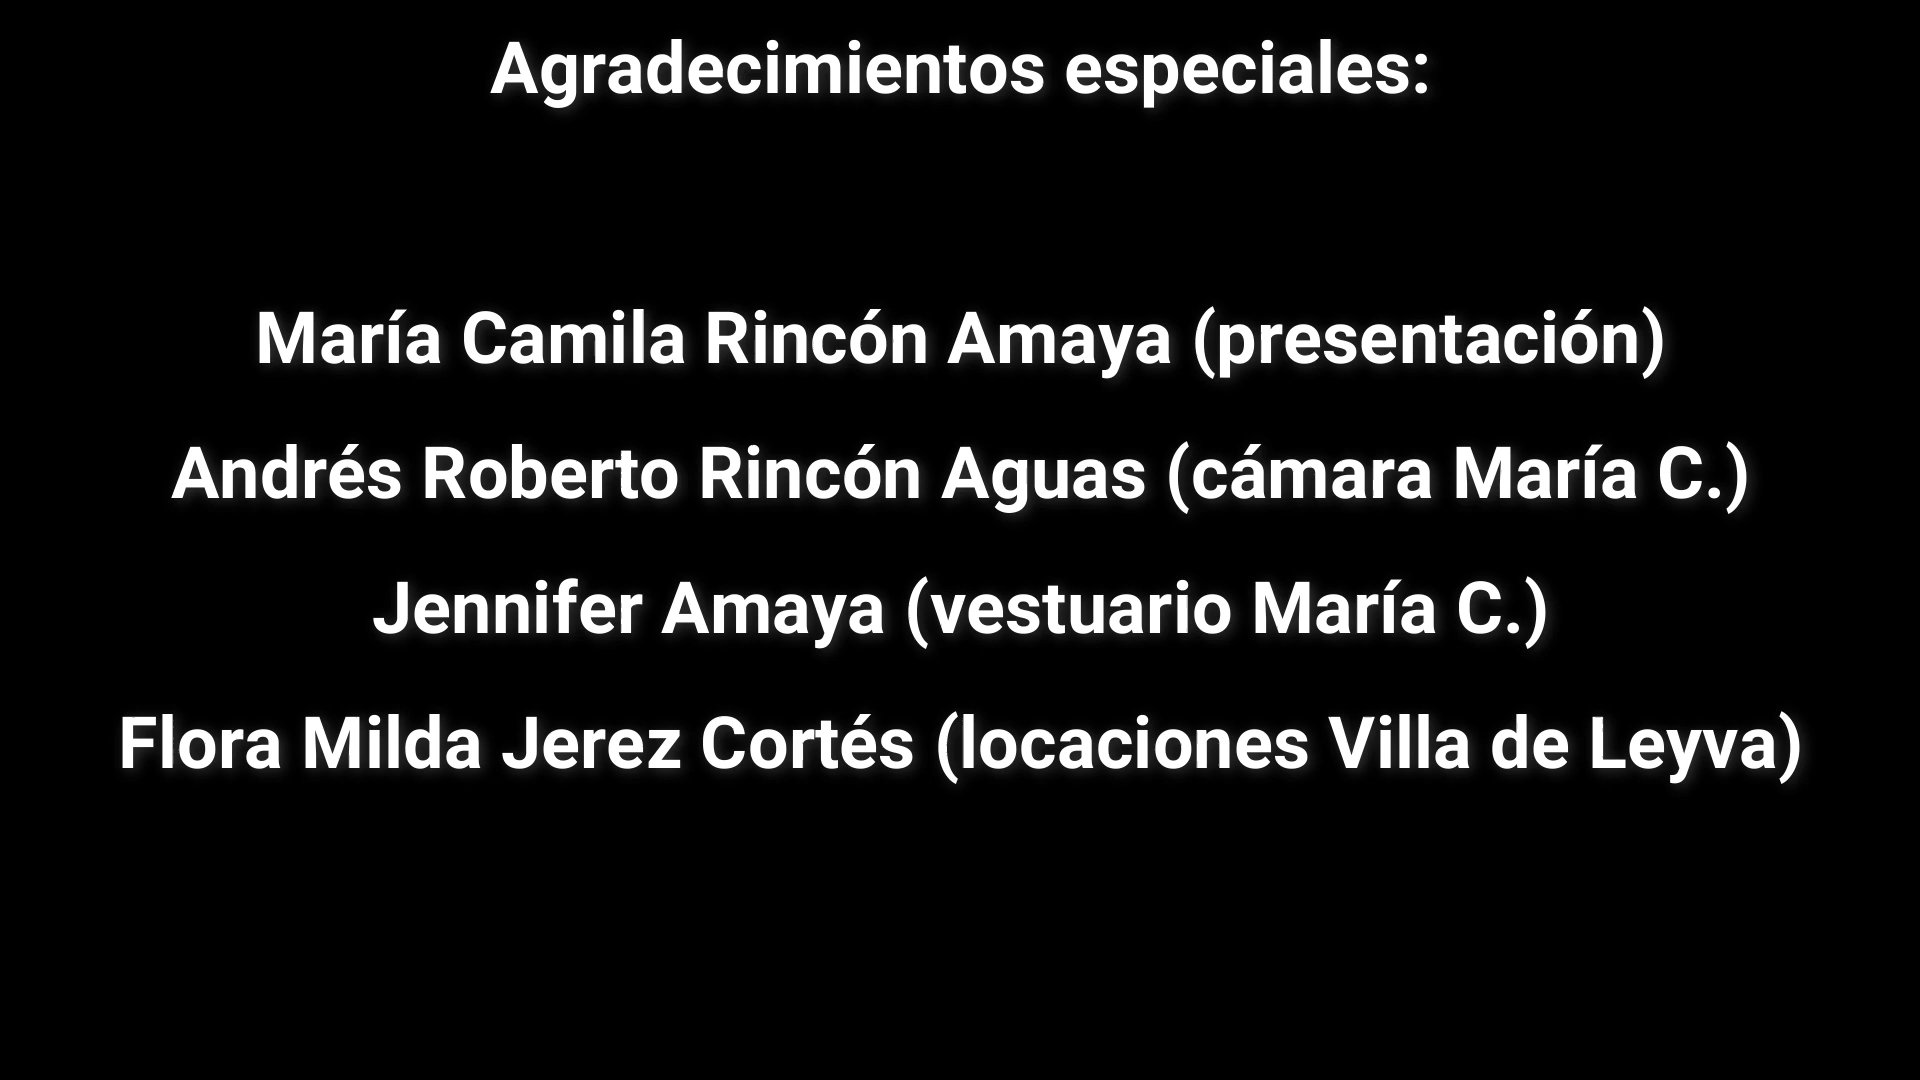 Agradecimientos especiales:
María Camila Rincón Amaya (presentación)
Andrés Roberto Rincón Aguas (cámara María C.)
Jennifer Amaya (vestuario María C.)
Flora Milda Jerez Cortés (locaciones Villa de Leyva)